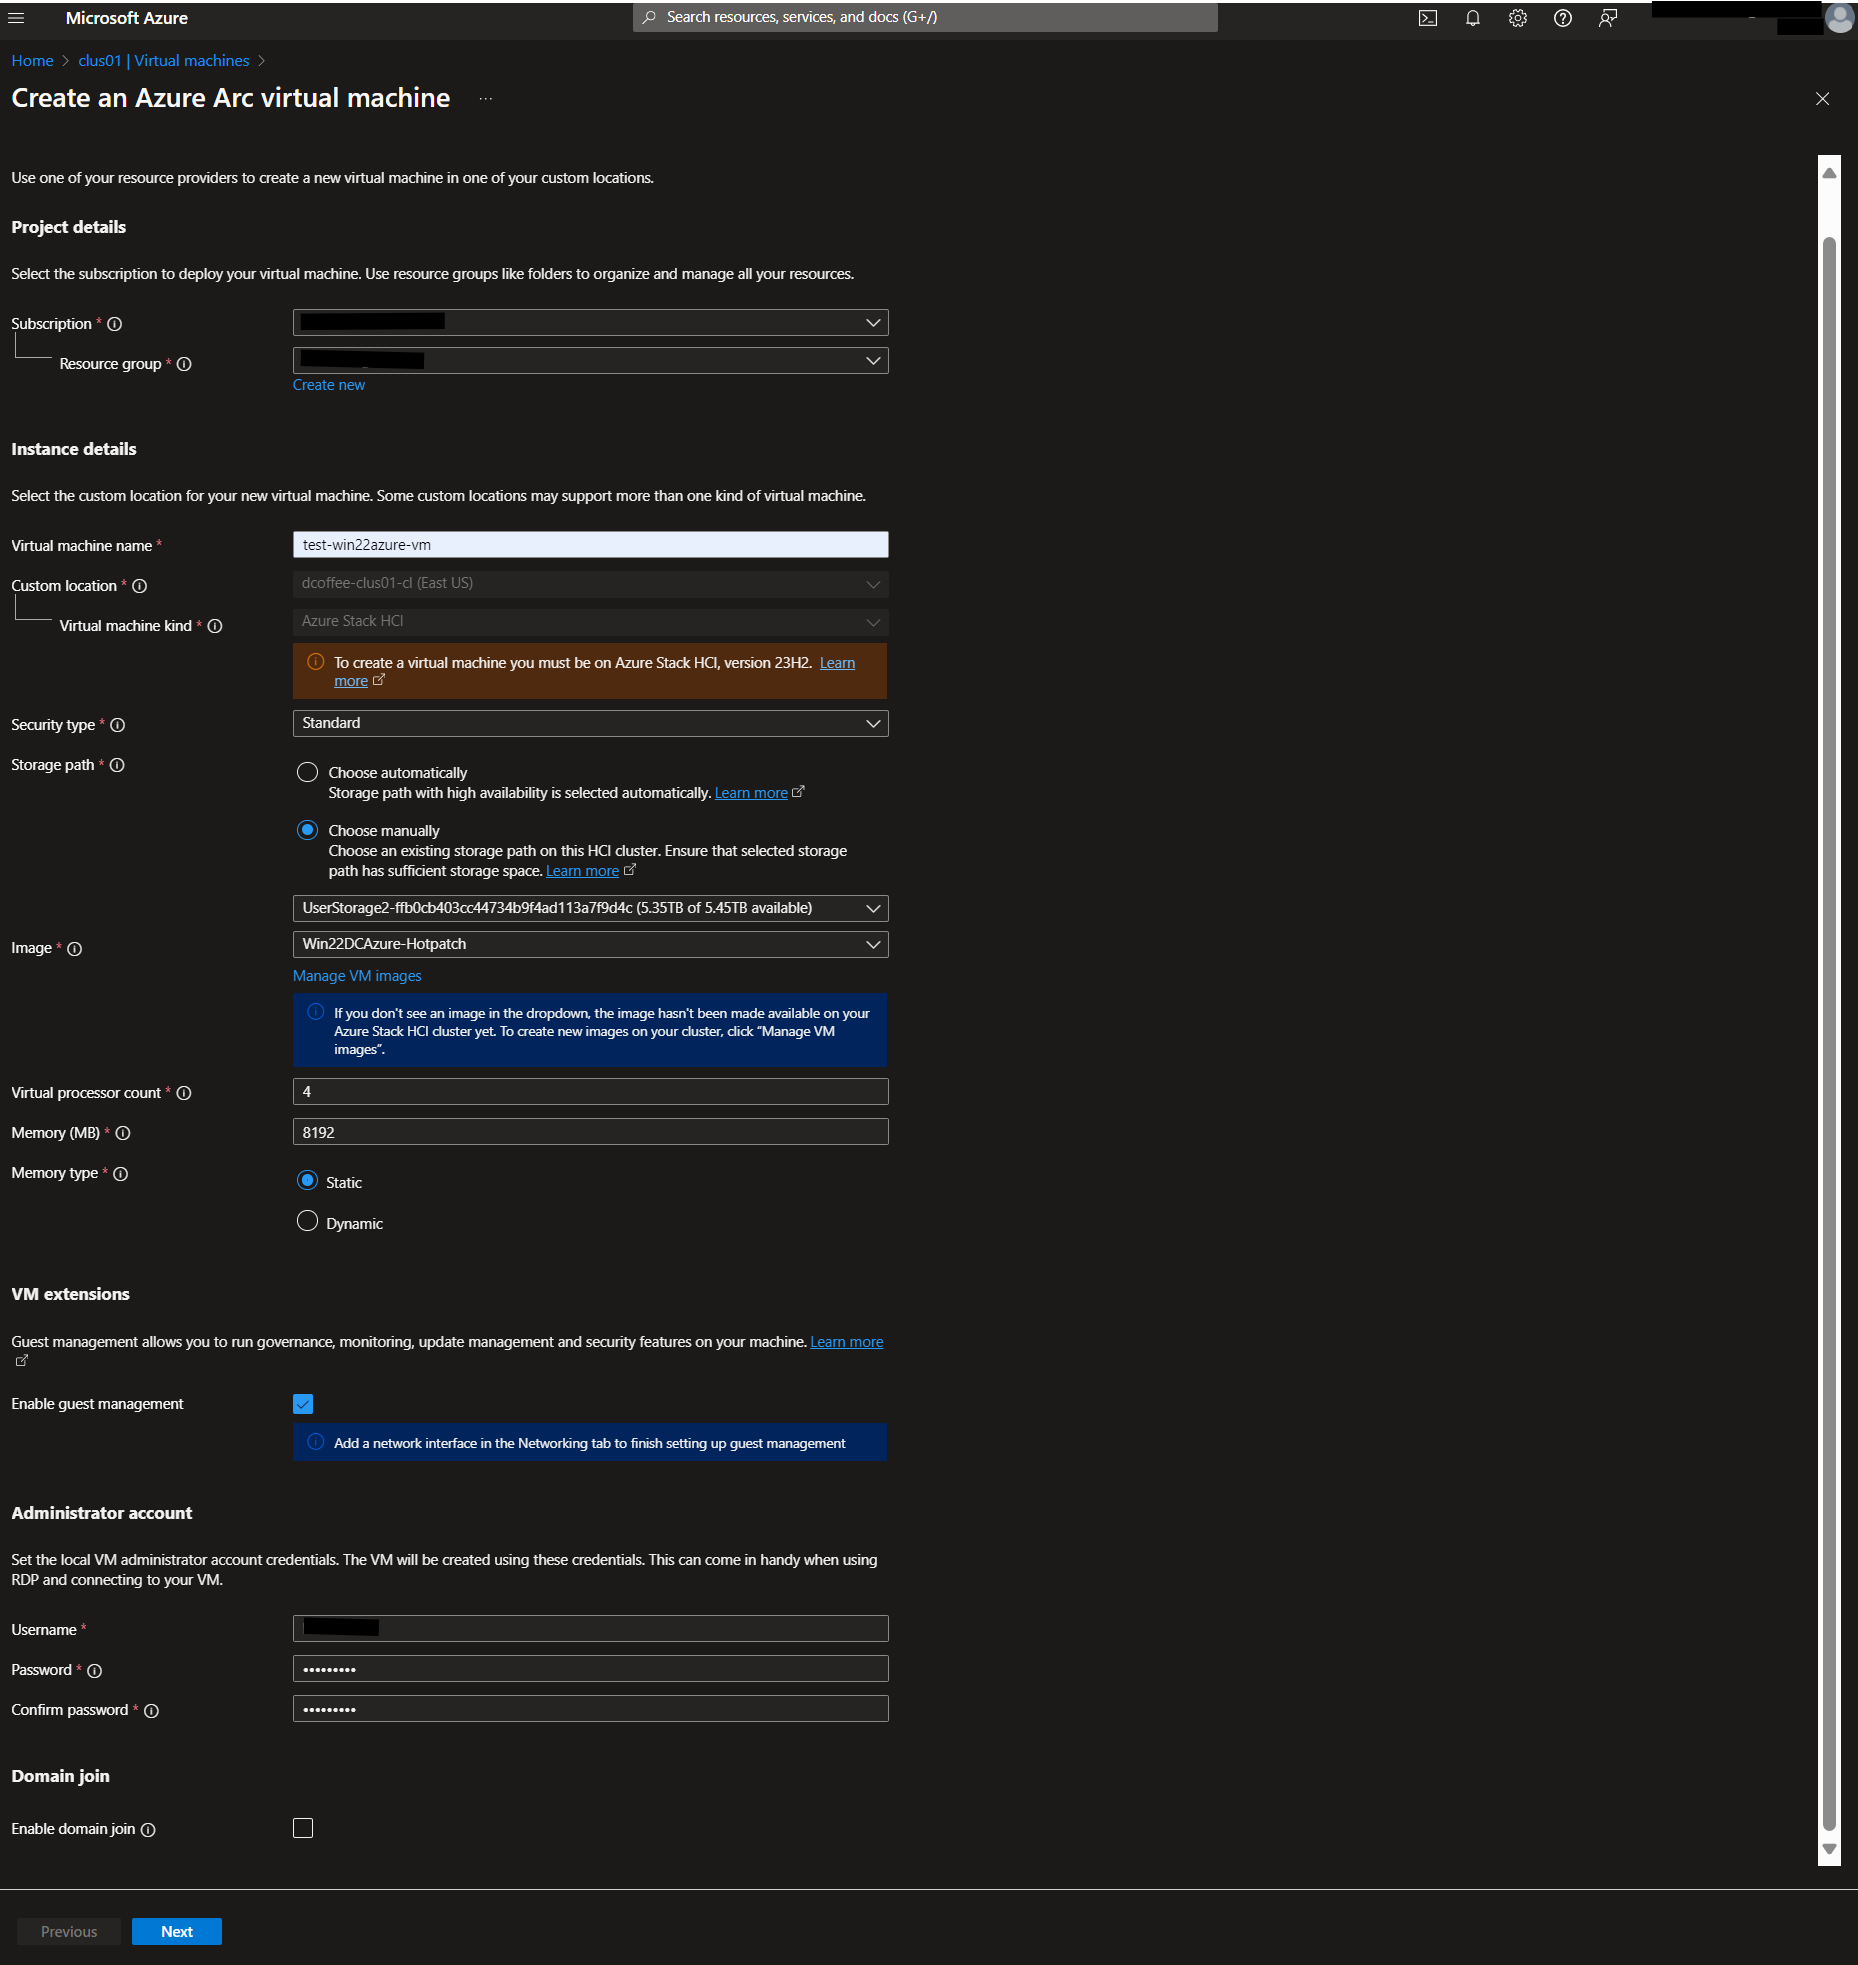 Microsoft Azure
Search resources, services, and docs (G+/)
Home > clus01 | Virtual machines >
Create an Azure Arc virtual machine ...
Use one of your resource providers to create a new virtual machine in one of your custom locations.
Project details
Select the subscription to deploy your virtual machine. Use resource groups like folders to organize and manage all your resources.
Subscription *
Resource group *
Create new
Instance details
Select the custom location for your new virtual machine. Some custom locations may support more than one kind of virtual machine.
Virtual machine name * test-win22azure-vm
Custom location * dcoffee-clus01-cl (East US)
Virtual machine kind * Azure Stack HCI
To create a virtual machine you must be on Azure Stack HCI, version 23H2. Learn
more
Security type * Standard
Storage path *
Choose automatically
Storage path with high availability is selected automatically. Learn more
Choose manually
Choose an existing storage path on this HCI cluster. Ensure that selected storage
path has sufficient storage space. Learn more
UserStorage2-ffb0cb403cc44734b9f4ad113a7f9d4c (5.35TB of 5.45TB available)
Image * Win22DCAzure-Hotpatch
Manage VM images
If you don't see an image in the dropdown, the image hasn't been made available on your
Azure Stack HCI cluster yet. To create new images on your cluster, click “Manage VM
images”.
Virtual processor count * 4
Memory (MB) * 8192
Memory type *
Static
Dynamic
VM extensions
Guest management allows you to run governance, monitoring, update management and security features on your machine. Learn more
Enable guest management
Add a network interface in the Networking tab to finish setting up guest management
Administrator account
Set the local VM administrator account credentials. The VM will be created using these credentials. This can come in handy when using
RDP and connecting to your VM.
Username *
Password * •••••••••
Confirm password * •••••••••
Domain join
Enable domain join
Previous Next